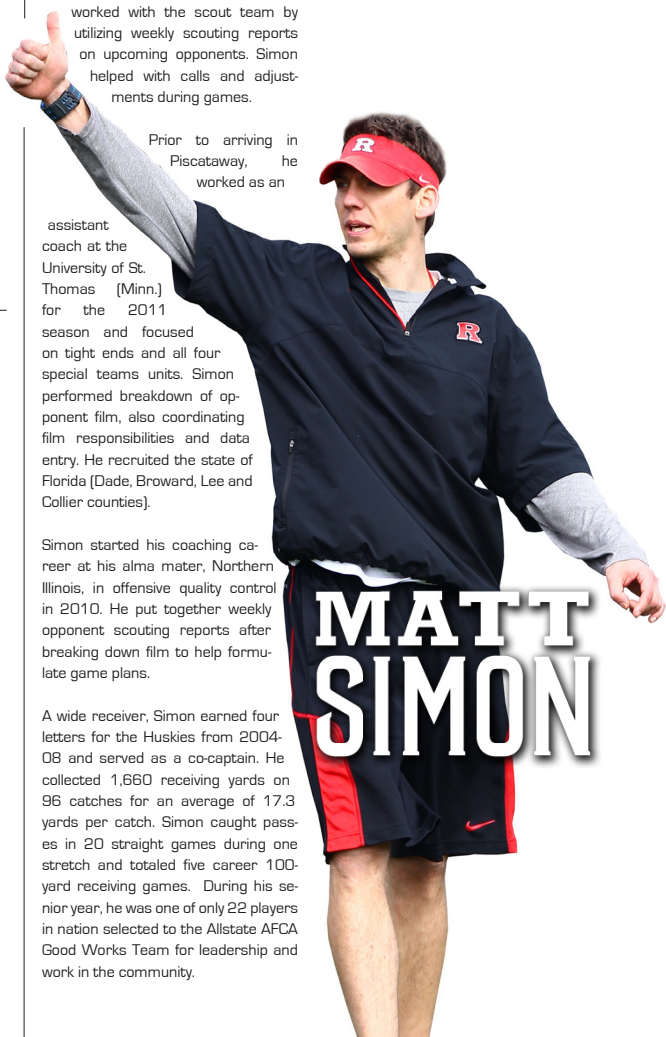 worked with the scout team by
utilizing weekly scouting reports
on upcoming opponents. Simon
helped with calls and adjust-
ments during games.
Prior to arriving in
Piscataway, he
worked as an
assistant
coach at the
University of St.
Thomas (Minn.)
for the 2011
season and focused
on tight ends and all four
special teams units. Simon
performed breakdown of op-
ponent film, also coordinating
film responsibilities and data
entry. He recruited the state of
Florida (Dade, Broward, Lee and
Collier counties).
Simon started his coaching ca-
reer at his alma mater, Northern
Illinois, in offensive quality control
in 2010. He put together weekly
opponent scouting reports after
breaking down film to help formu-
late game plans.
A wide receiver, Simon earned four
letters for the Huskies from 2004-
08 and served as a co-captain. He
collected 1,660 receiving yards on
96 catches for an average of 17.3
yards per catch. Simon caught pass-
es in 20 straight games during one
stretch and totaled five career 100-
yard receiving games. During his se-
nior year, he was one of only 22 players
in nation selected to the Allstate AFCA
Good Works Team for leadership and
work in the community.
R
R
MATT
SIMON